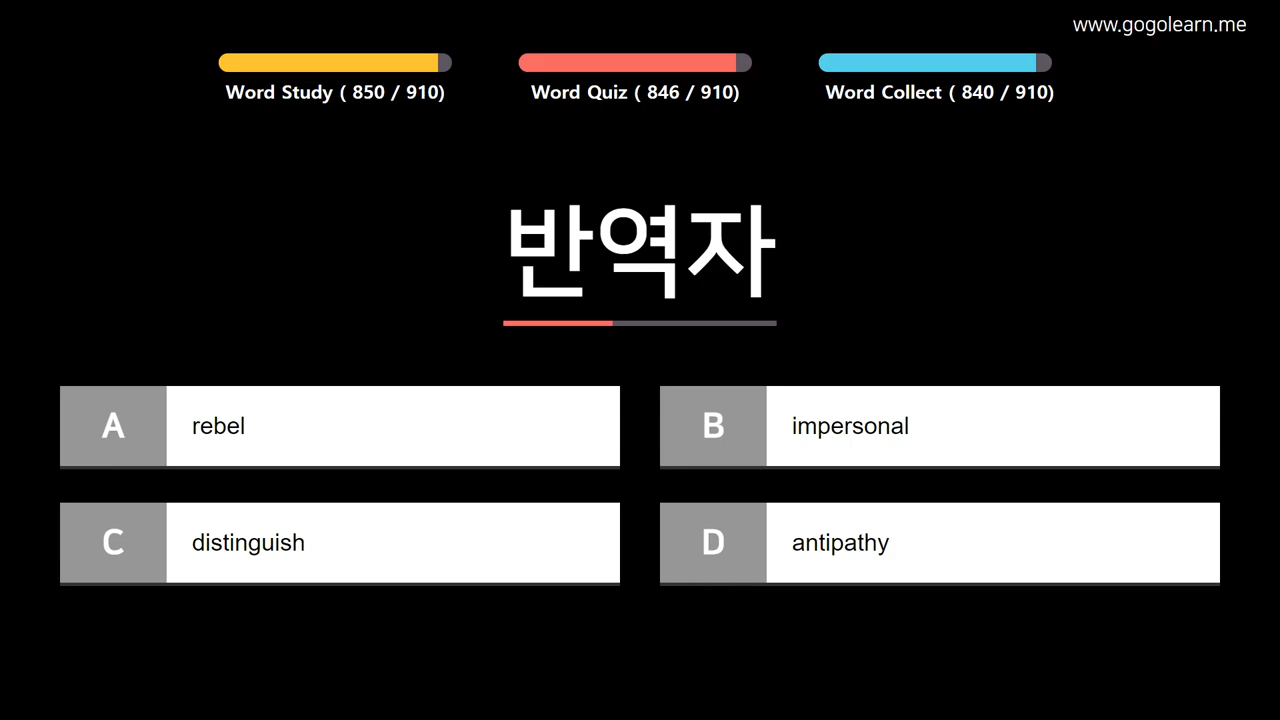 www.gogolearn.me
Word Study ( 850 / 910)
Word Quiz ( 846 / 910)
Word Collect ( 840 / 910)
반역자
A rebel
B impersonal
C distinguish
D antipathy